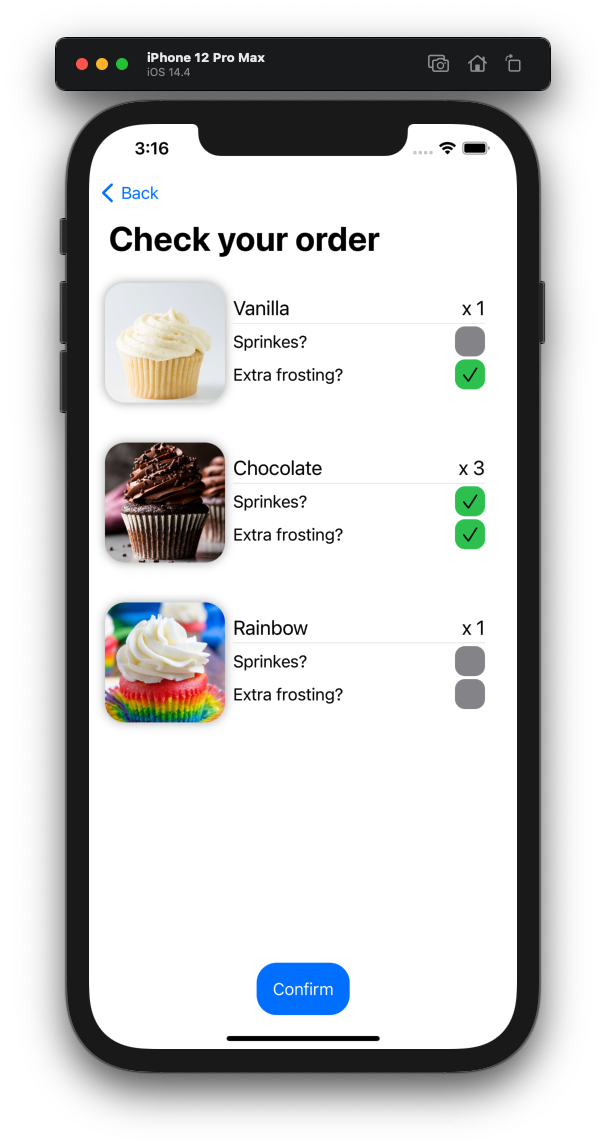 iPhone 12 Pro Max
iOS 14.4
3:16
Back
Check your order
Vanilla x 1
Sprinkes?
Extra frosting?
Chocolate x 3
Sprinkes?
Extra frosting?
Rainbow x 1
Sprinkes?
Extra frosting?
Confirm